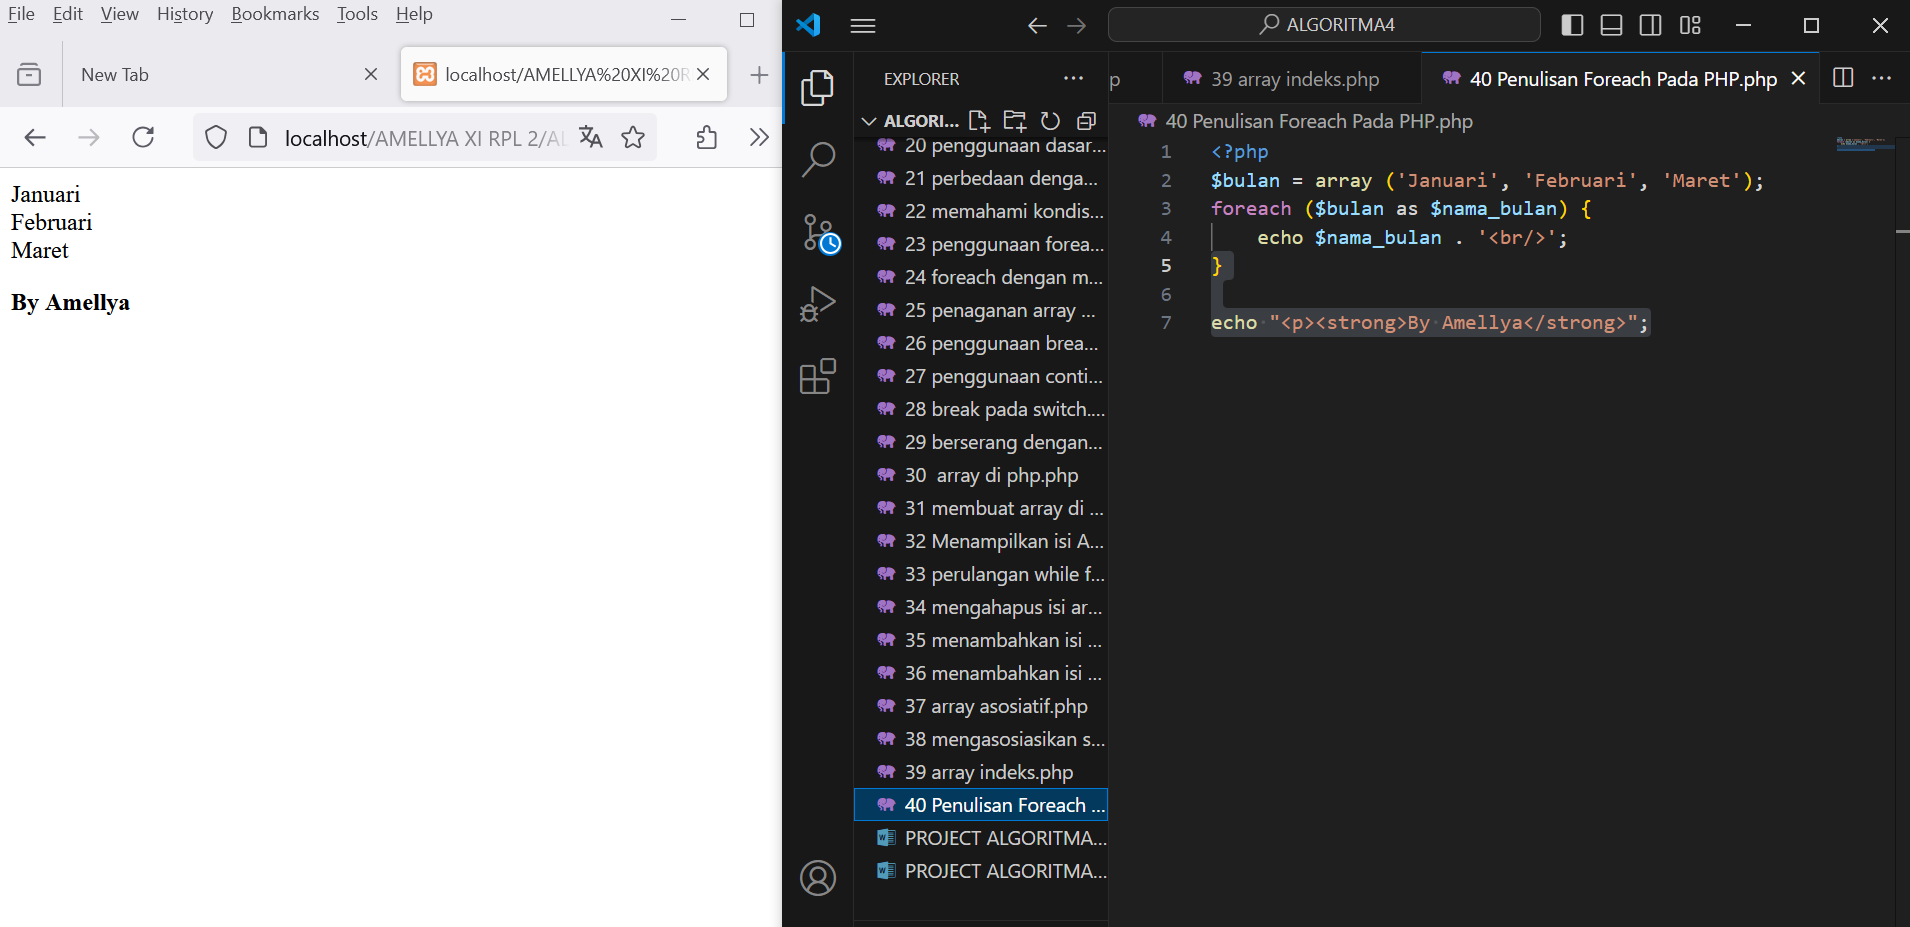 File Edit View History Bookmarks Tools Help
New Tab
localhost/AMELLYA%20XI%20R
localhost/AMELLYA XI RPL 2/AL
Januari
Februari
Maret
By Amellya
ALGORITMA4
EXPLORER
ALGORI...
20 penggunaan dasar...
21 perbedaan denga...
22 memahami kondis...
23 penggunaan forea...
24 foreach dengan m...
25 penaganan array ...
26 penggunaan brea...
27 penggunaan conti...
28 break pada switch....
29 berserang dengan...
30  array di php.php
31 membuat array di ...
32 Menampilkan isi A...
33 perulangan while f...
34 mengahapus isi ar...
35 menambahkan isi ...
36 menambahkan isi ...
37 array asosiatif.php
38 mengasosiasikan s...
39 array indeks.php
40 Penulisan Foreach ...
PROJECT ALGORITMA...
PROJECT ALGORITMA...
p
39 array indeks.php
40 Penulisan Foreach Pada PHP.php
40 Penulisan Foreach Pada PHP.php
1 <?php
2 $bulan = array ('Januari', 'Februari', 'Maret');
3 foreach ($bulan as $nama_bulan) {
4     echo $nama_bulan . '<br/>';
5 }
6
7 echo "<p><strong>By Amellya</strong>";